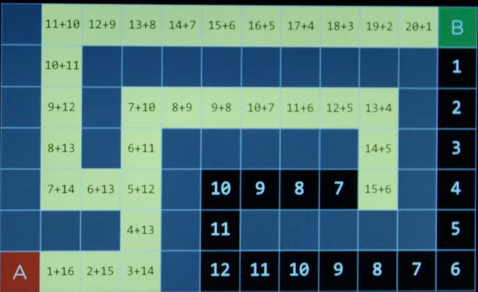 11+10 12+9 13+8 14+7 15+6 16+5 17+4 18+3 19+2 20+1 B
10+11 1
9+12 7+10 8+9 9+8 10+7 11+6 12+5 13+4 2
8+13 6+11 14+5 3
7+14 6+13 5+12 10 9 8 7 15+6 4
4+13 11 5
A 1+16 2+15 3+14 12 11 10 9 8 7 6